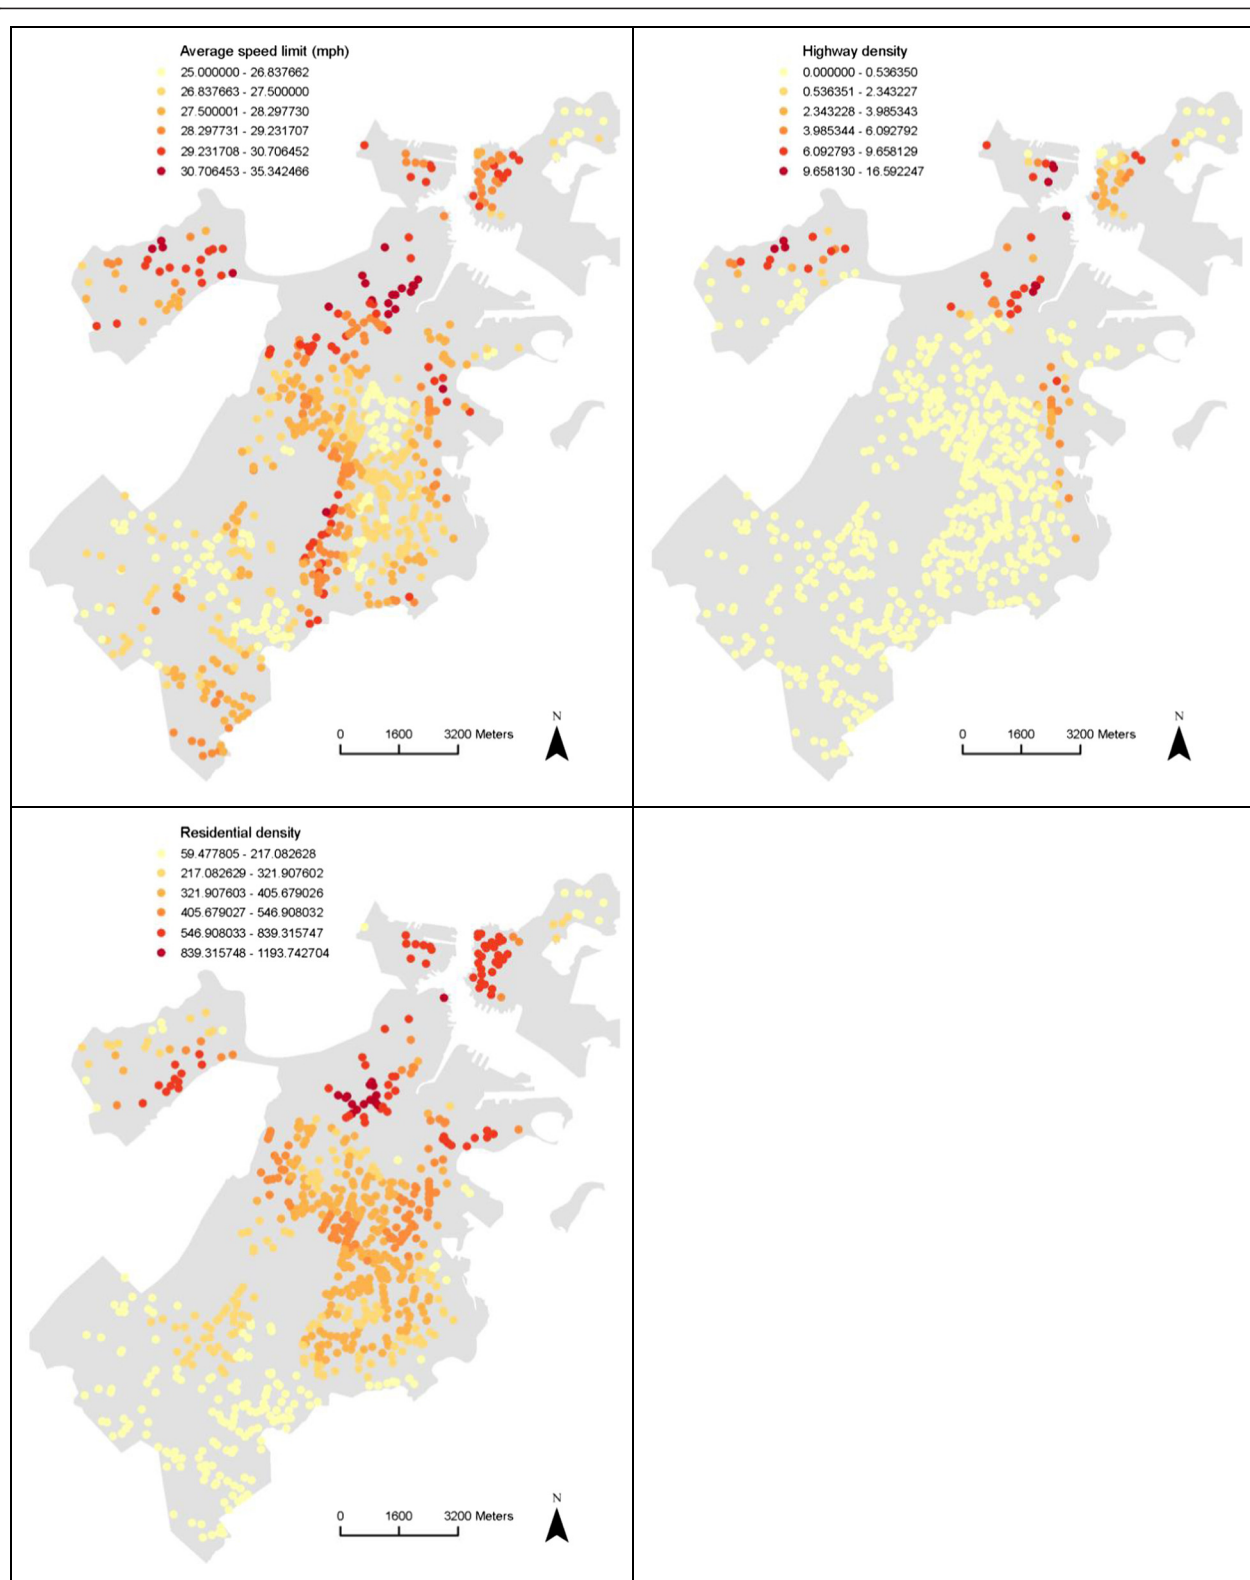 Average speed limit (mph)
25.000000 - 26.837662
26.837663 - 27.500000
27.500001 - 28.297730
28.297731 - 29.231707
29.231708 - 30.706452
30.706453 - 35.342466
N
0 1600 3200 Meters
Highway density
0.000000 - 0.536350
0.536351 - 2.343227
2.343228 - 3.985343
3.985344 - 6.092792
6.092793 - 9.658129
9.658130 - 16.592247
N
0 1600 3200 Meters
Residential density
59.477805 - 217.082628
217.082629 - 321.907602
321.907603 - 405.679026
405.679027 - 546.908032
546.908033 - 839.315747
839.315748 - 1193.742704
N
0 1600 3200 Meters